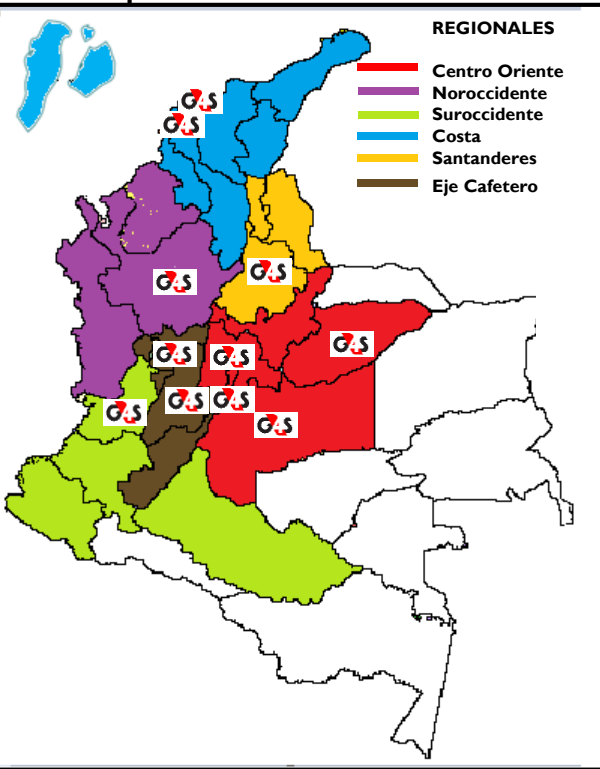 REGIONALES
Centro Oriente
Noroccidente
Suroccidente
Costa
Santanderes
Eje Cafetero
G4S
G4S
G4S
G4S
G4S
G4S
G4S
G4S
G4S
G4S
G4S